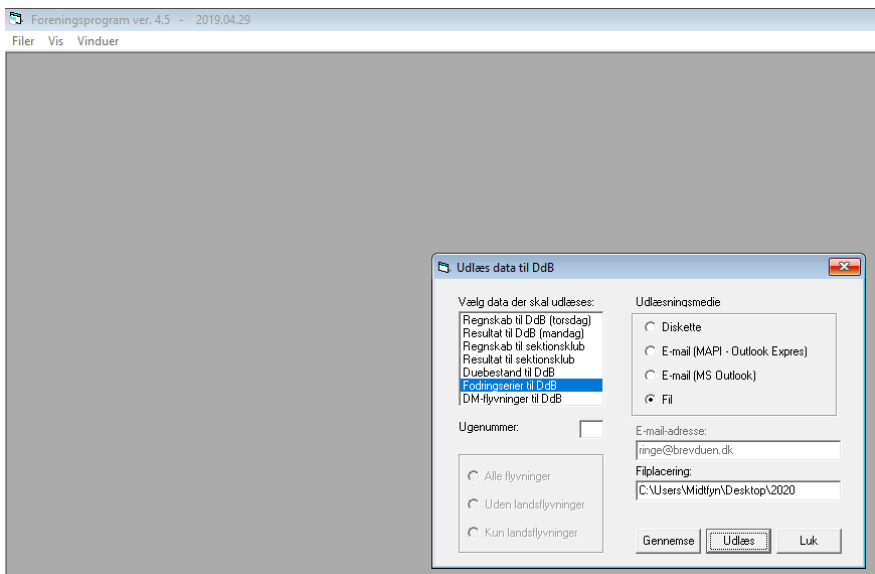 Foreningsprogram ver. 4.5 - 2019.04.29
Filer Vis Vinduer
Udlæs data til DdB
Vælg data der skal udlæses:
Regnskab til DdB (torsdag)
Resultat til DdB (mandag)
Regnskab til sektionsklub
Resultat til sektionsklub
Duebestand til DdB
Fodringserier til DdB
DM-flyvninger til DdB
Ugenummer:
Alle flyvninger
Uden landsflyvninger
Kun landsflyvninger
Udlæsningsmedie
Diskette
E-mail (MAPI - Outlook Expres)
E-mail (MS Outlook)
Fil
E-mail-adresse:
ringe@brevduen.dk
Filplacering:
C:\Users\Midtfyn\Desktop\2020
Gennemse Udlæs Luk